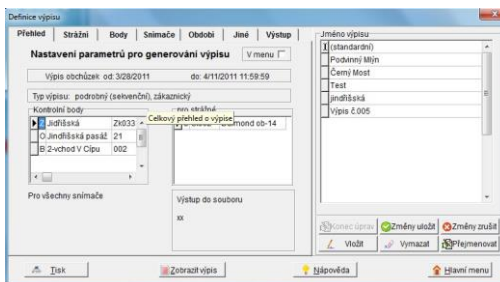 Definice výpisu
Přehled Strážní Body Snímače Období Jiné Výstup
Nastavení parametrů pro generování výpisu V menu
Výpis obchůzek od: 3/28/2011 do: 4/11/2011 11:59:59
Typ výpisu: podrobný (sekvenční), zákaznický
Kontrolní body
Jidřišská Zk033
O Jindřišská pasáž 21
B 2-vchod V Cípu 002
pro strážné
ob-14
Celkový přehled o výpise
Pro všechny snímače
Výstup do souboru
xx
Jméno výpisu
(standardní)
Podvinný Mlýn
Černý Most
Test
jindřišská
Výpis č.005
Konec úprav Změny uložit Změny zrušit
Vložit Vymazat Přejmenovat
Tisk Zobrazit výpis Nápověda Hlavní menu